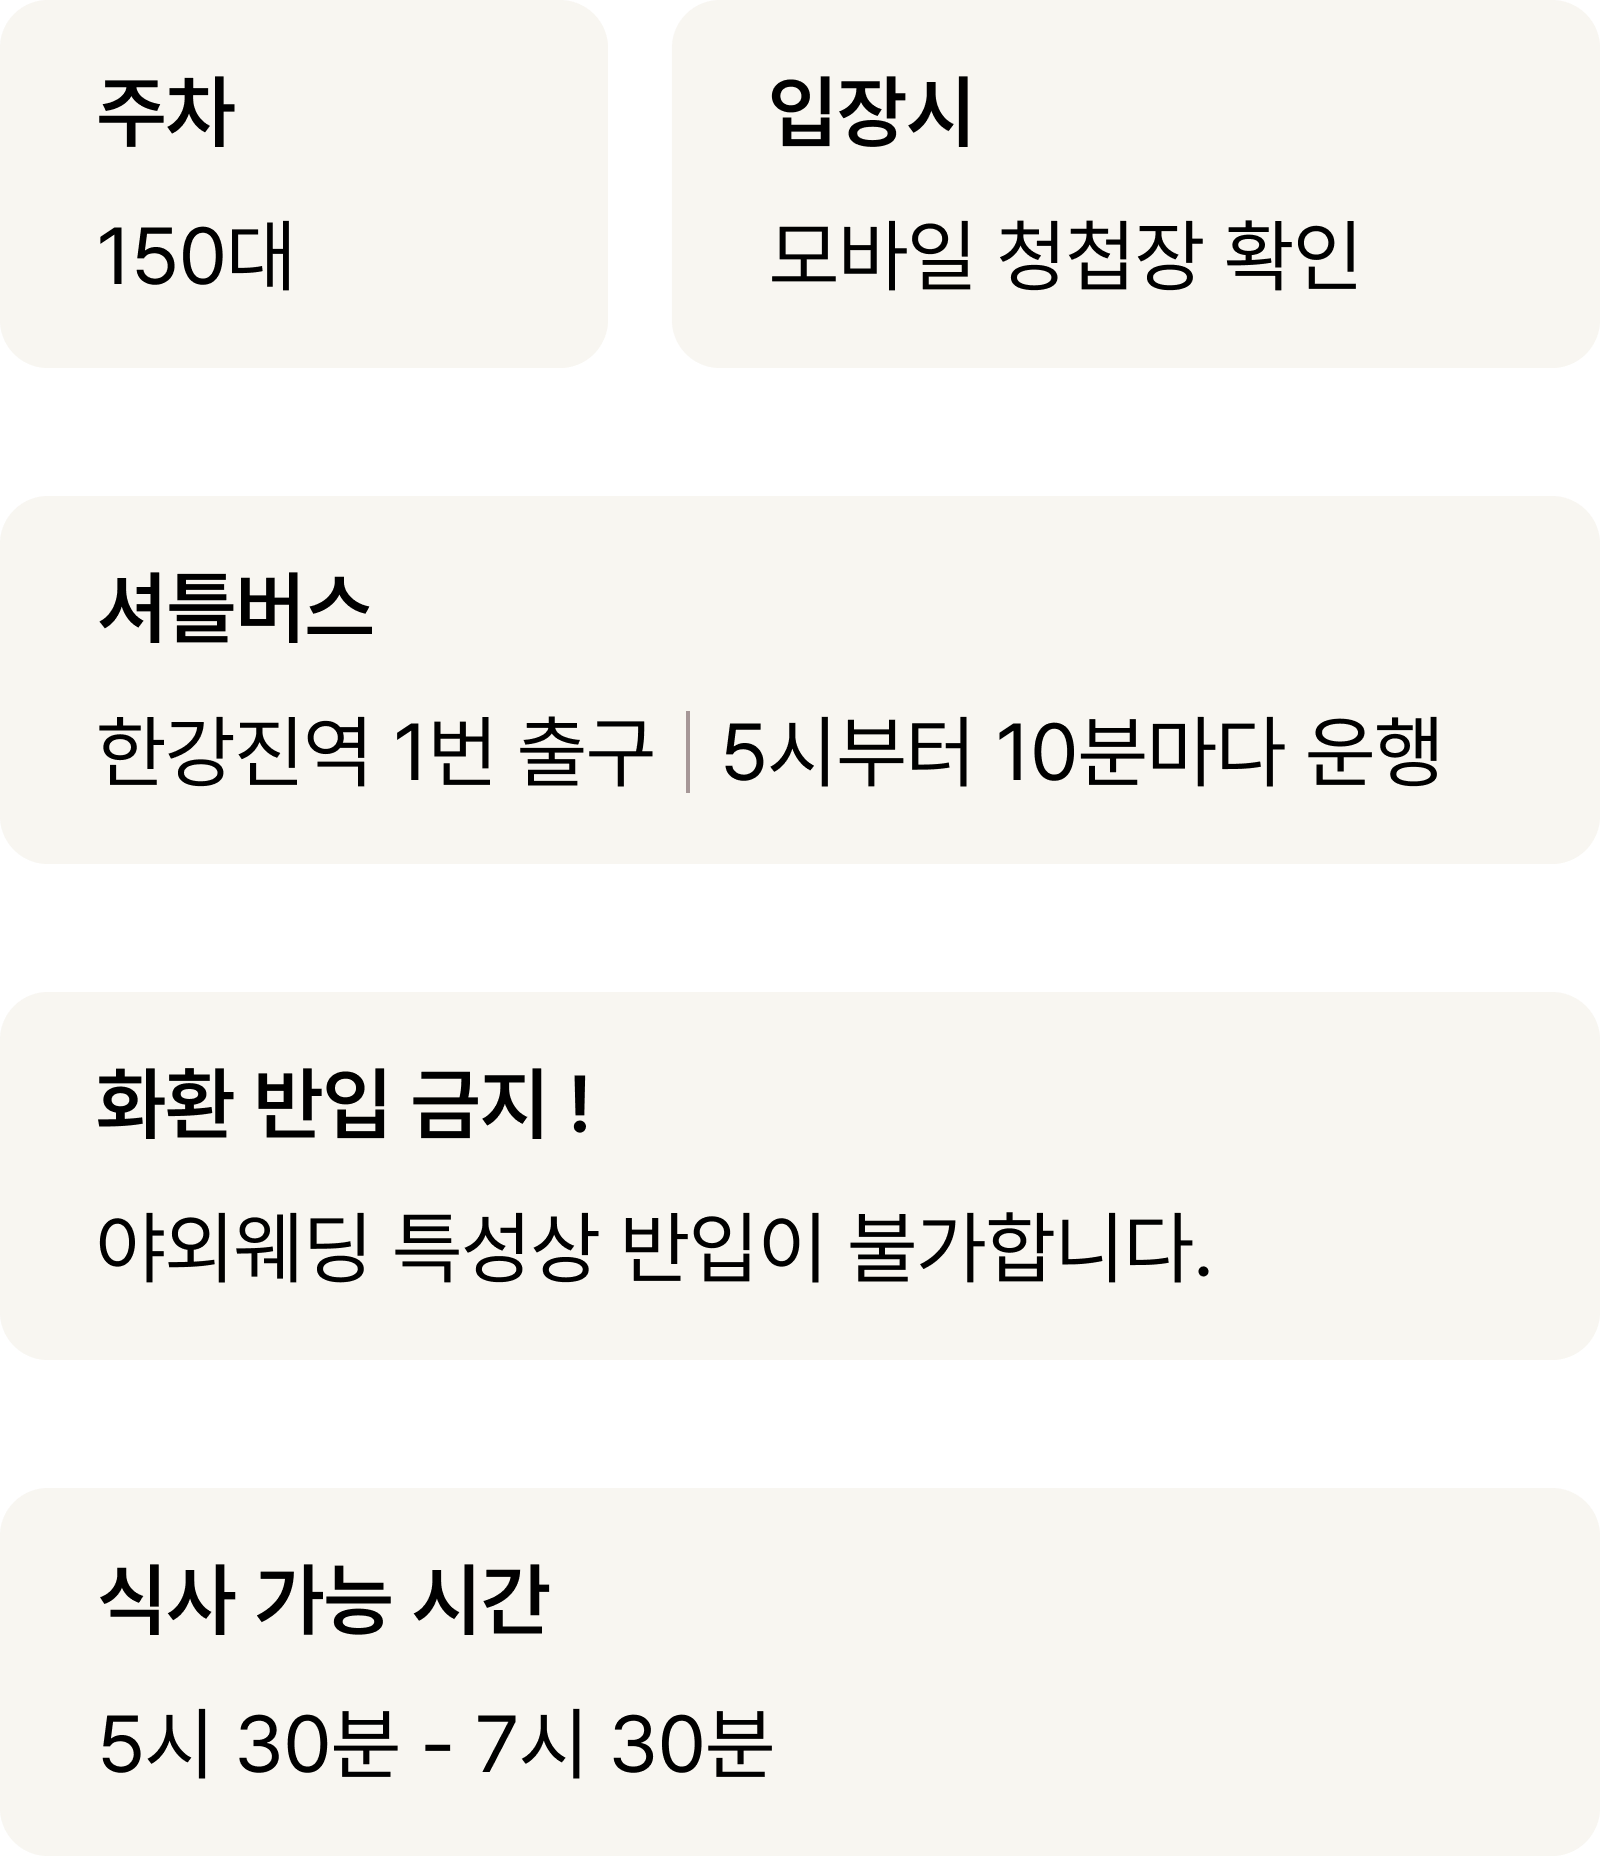 주차
150대
입장시
모바일 청첩장 확인
셔틀버스
한강진역 1번 출구 | 5시부터 10분마다 운행
화환 반입 금지 !
야외웨딩 특성상 반입이 불가합니다.
식사 가능 시간
5시 30분 - 7시 30분